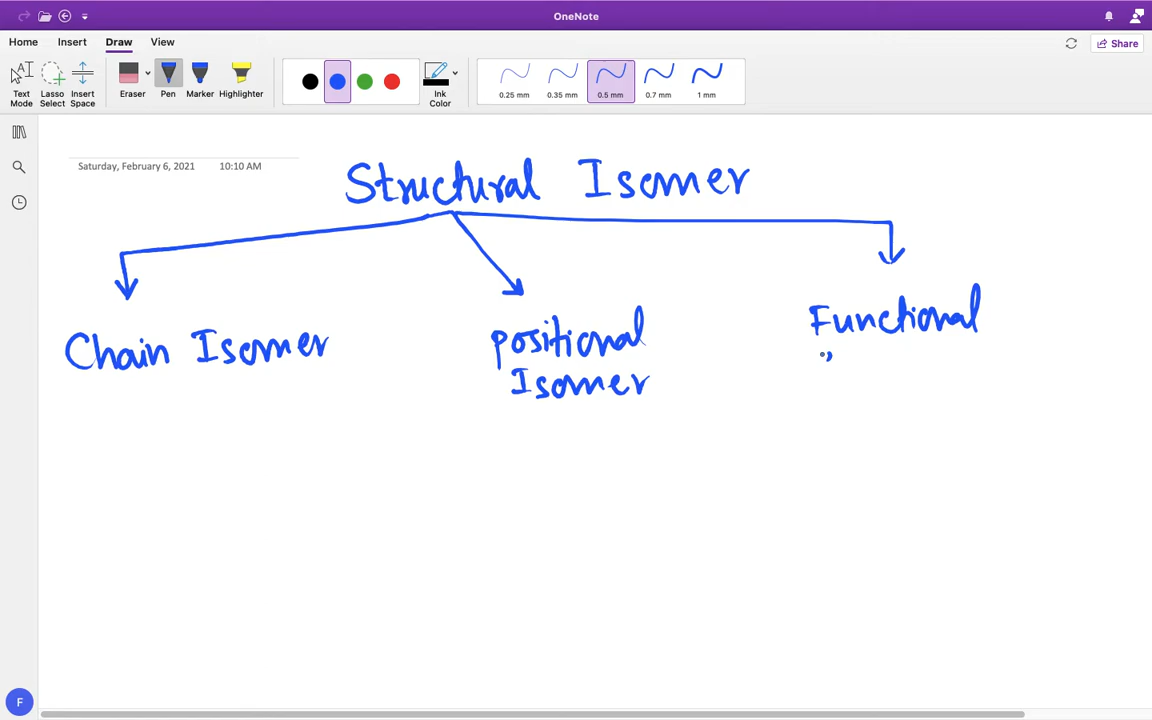 OneNote
Home Insert Draw View
Share
Text Mode
Lasso Select
Insert Space
Eraser
Pen
Marker
Highlighter
Ink Color
0.25 mm
0.35 mm
0.5 mm
0.7 mm
1 mm
Saturday, February 6, 2021 10:10 AM
Structural Isomer
Chain Isomer
positional
Isomer
Functional
F